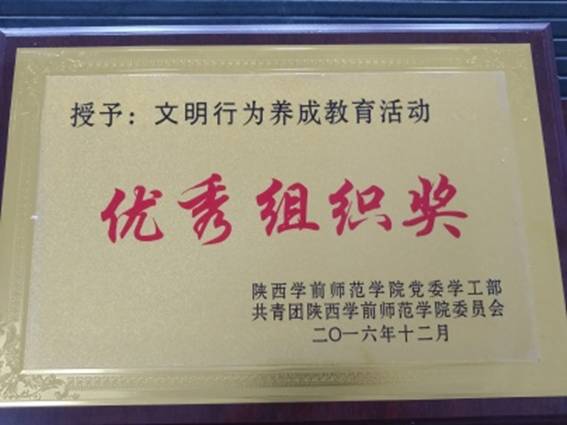 授予：文明行为养成教育活动
优秀组织奖
陕西学前师范学院党委学工部
共青团陕西学前师范学院委员会
二〇一六年十二月